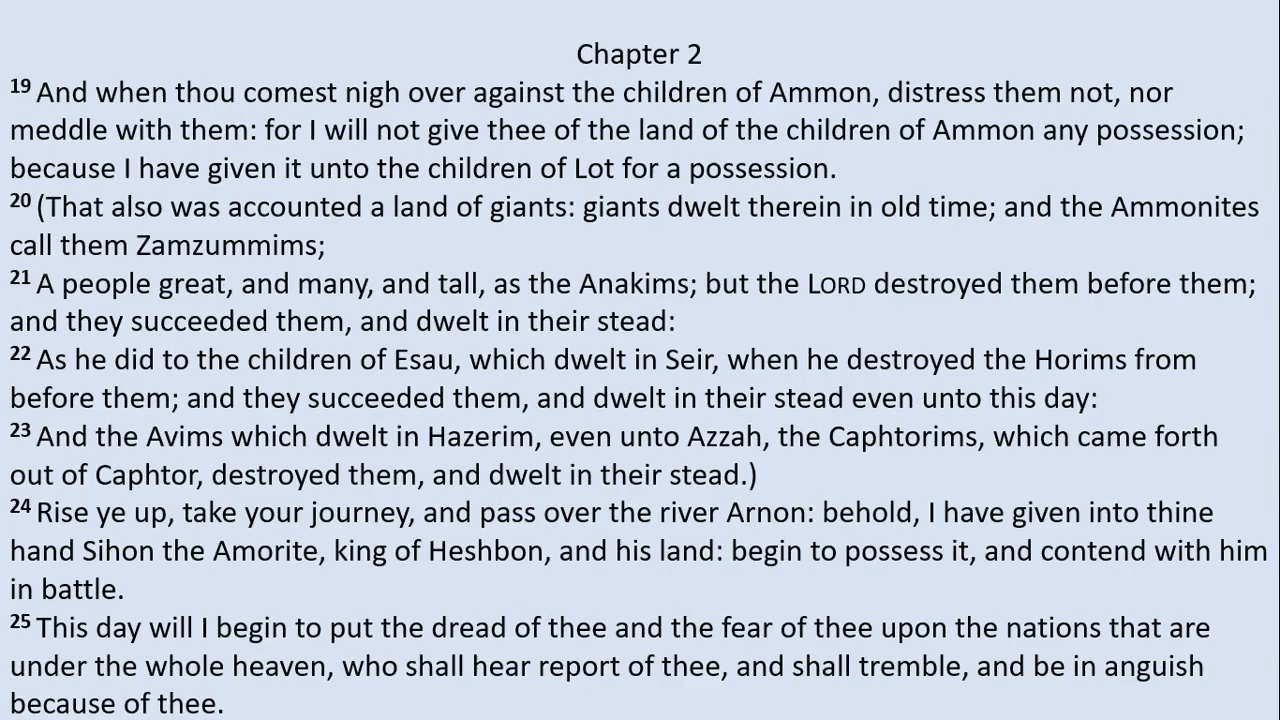 Chapter 2
19 And when thou comest nigh over against the children of Ammon, distress them not, nor
meddle with them: for I will not give thee of the land of the children of Ammon any possession;
because I have given it unto the children of Lot for a possession.
20 (That also was accounted a land of giants: giants dwelt therein in old time; and the Ammonites
call them Zamzummims;
21 A people great, and many, and tall, as the Anakims; but the LORD destroyed them before them;
and they succeeded them, and dwelt in their stead:
22 As he did to the children of Esau, which dwelt in Seir, when he destroyed the Horims from
before them; and they succeeded them, and dwelt in their stead even unto this day:
23 And the Avims which dwelt in Hazerim, even unto Azzah, the Caphtorims, which came forth
out of Caphtor, destroyed them, and dwelt in their stead.)
24 Rise ye up, take your journey, and pass over the river Arnon: behold, I have given into thine
hand Sihon the Amorite, king of Heshbon, and his land: begin to possess it, and contend with him
in battle.
25 This day will I begin to put the dread of thee and the fear of thee upon the nations that are
under the whole heaven, who shall hear report of thee, and shall tremble, and be in anguish
because of thee.